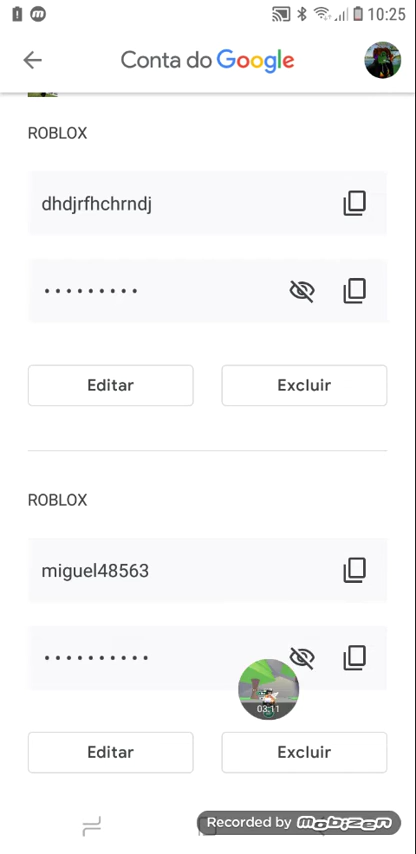 10:25
Conta do Google
ROBLOX
dhdjrfhchrndj
•••••••••
Editar Excluir
ROBLOX
miguel48563
••••••••••
03:11
Editar Excluir
Recorded by mobizen